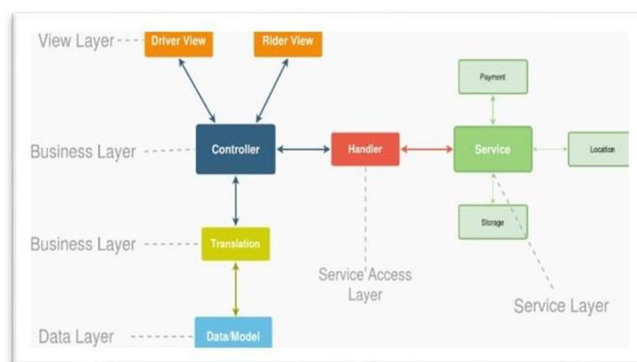 View Layer
Driver View
Rider View
Payment
Business Layer
Controller
Handler
Service
Location
Business Layer
Translation
Storage
Service Access
Layer
Service Layer
Data Layer
Data/Model